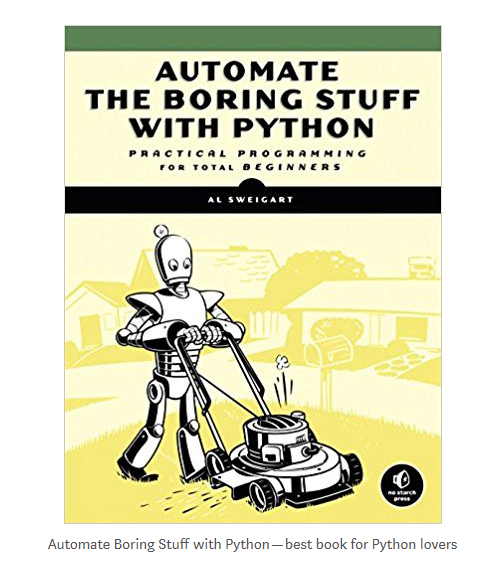 AUTOMATE
THE BORING STUFF
WITH PYTHON
PRACTICAL PROGRAMMING
FOR TOTAL BEGINNERS
AL SWEIGART
no starch
press
Automate Boring Stuff with Python — best book for Python lovers